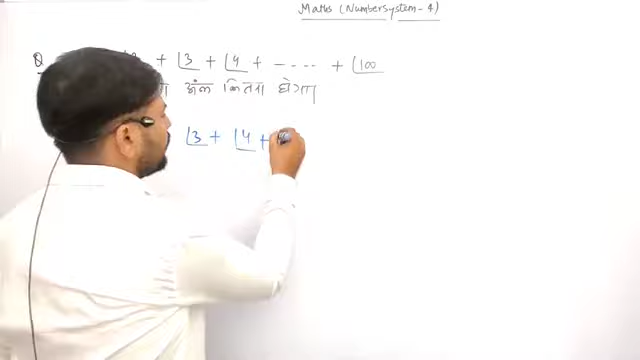 Maths (Numbersystem-4)
Q + |3 + |4 + ---- + |100
अंक कितना होगा
|3 + |4 +